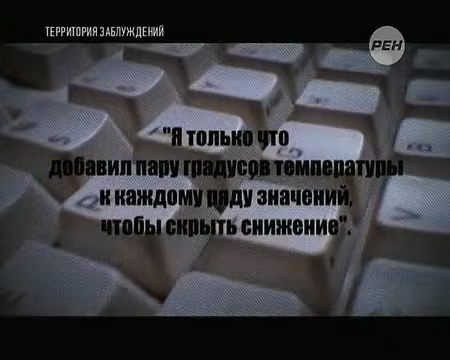 ТЕРРИТОРИЯ ЗАБЛУЖДЕНИЙ
РЕН
"Я только что
добавил пару градусов температуры
к каждому ряду значений,
чтобы скрыть снижение".